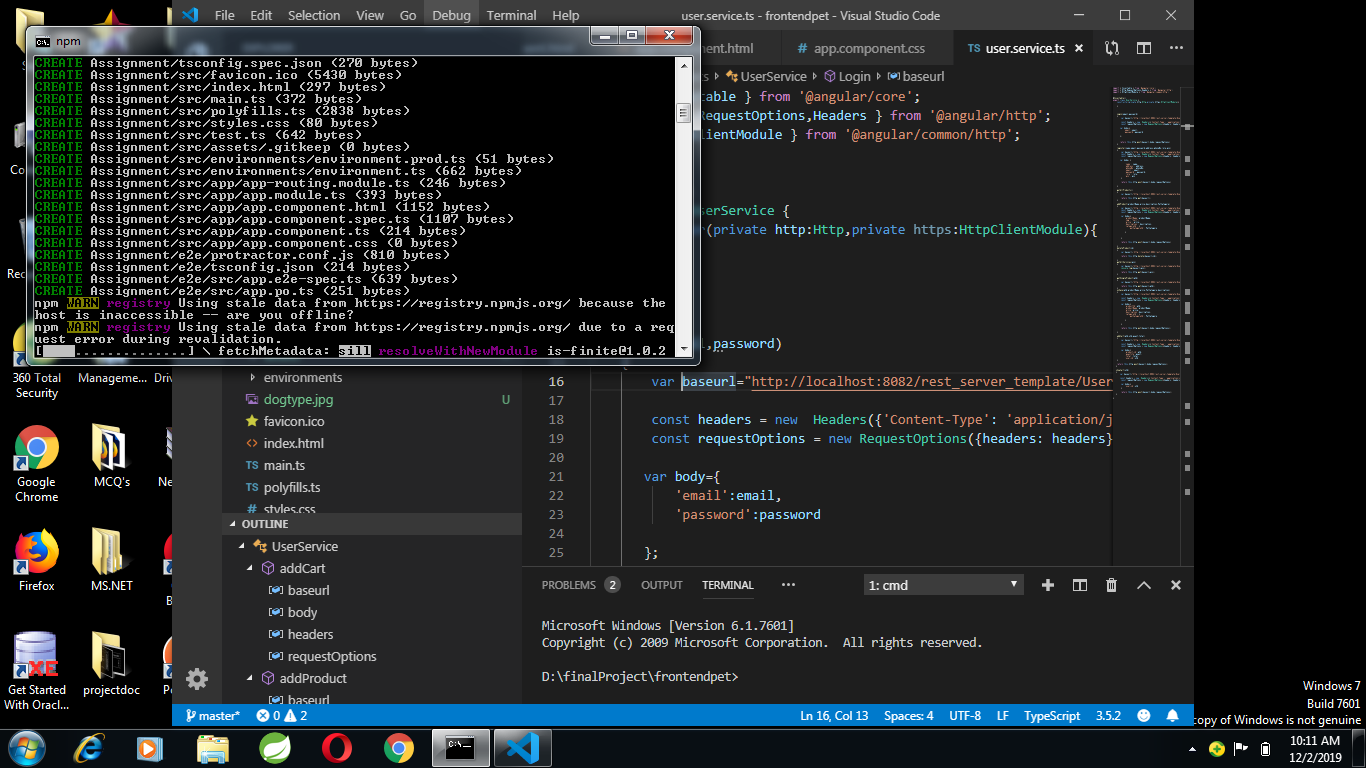 File Edit Selection View Go Debug Terminal Help
user.service.ts - frontendpet - Visual Studio Code
npm
CREATE Assignment/tsconfig.spec.json (270 bytes)
CREATE Assignment/src/favicon.ico (5430 bytes)
CREATE Assignment/src/index.html (297 bytes)
CREATE Assignment/src/main.ts (372 bytes)
CREATE Assignment/src/polyfills.ts (2838 bytes)
CREATE Assignment/src/styles.css (80 bytes)
CREATE Assignment/src/test.ts (642 bytes)
CREATE Assignment/src/assets/.gitkeep (0 bytes)
CREATE Assignment/src/environments/environment.prod.ts (51 bytes)
CREATE Assignment/src/environments/environment.ts (662 bytes)
CREATE Assignment/src/app/app-routing.module.ts (246 bytes)
CREATE Assignment/src/app/app.module.ts (393 bytes)
CREATE Assignment/src/app/app.component.html (1152 bytes)
CREATE Assignment/src/app/app.component.spec.ts (1107 bytes)
CREATE Assignment/src/app/app.component.ts (214 bytes)
CREATE Assignment/src/app/app.component.css (0 bytes)
CREATE Assignment/e2e/protractor.conf.js (810 bytes)
CREATE Assignment/e2e/tsconfig.json (214 bytes)
CREATE Assignment/e2e/src/app.e2e-spec.ts (639 bytes)
CREATE Assignment/e2e/src/app.po.ts (251 bytes)
npm WARN registry Using stale data from https://registry.npmjs.org/ because the
host is inaccessible -- are you offline?
npm WARN registry Using stale data from https://registry.npmjs.org/ due to a req
uest error during revalidation.
[ ..............] \ fetchMetadata: sill resolveWithNewModule is-finite@1.0.2
nent.html # app.component.css TS user.service.ts
ts > UserService > Login > baseurl
table } from '@angular/core';
RequestOptions,Headers } from '@angular/http';
lientModule } from '@angular/common/http';
serService {
r(private http:Http,private https:HttpClientModule){
l,password)
16 var baseurl="http://localhost:8082/rest_server_template/User
17
18 const headers = new Headers({'Content-Type': 'application/j
19 const requestOptions = new RequestOptions({headers: headers}
20
21 var body={
22 'email':email,
23 'password':password
24
25 };
environments
dogtype.jpg U
favicon.ico
index.html
TS main.ts
TS polyfills.ts
# styles.css
OUTLINE
UserService
addCart
baseurl
body
headers
requestOptions
addProduct
baseurl
PROBLEMS 2 OUTPUT TERMINAL 1: cmd
Microsoft Windows [Version 6.1.7601]
Copyright (c) 2009 Microsoft Corporation. All rights reserved.
D:\finalProject\frontendpet>
master* 0 2
Ln 16, Col 13 Spaces: 4 UTF-8 LF TypeScript 3.5.2
S
Co
Rec
360 Total Security
Management...
Driv
Google Chrome
MCQ's
Ne
Firefox
MS.NET
B
XE
Get Started With Oracl...
projectdoc
Po
Windows 7
Build 7601
copy of Windows is not genuine
10:11 AM
12/2/2019